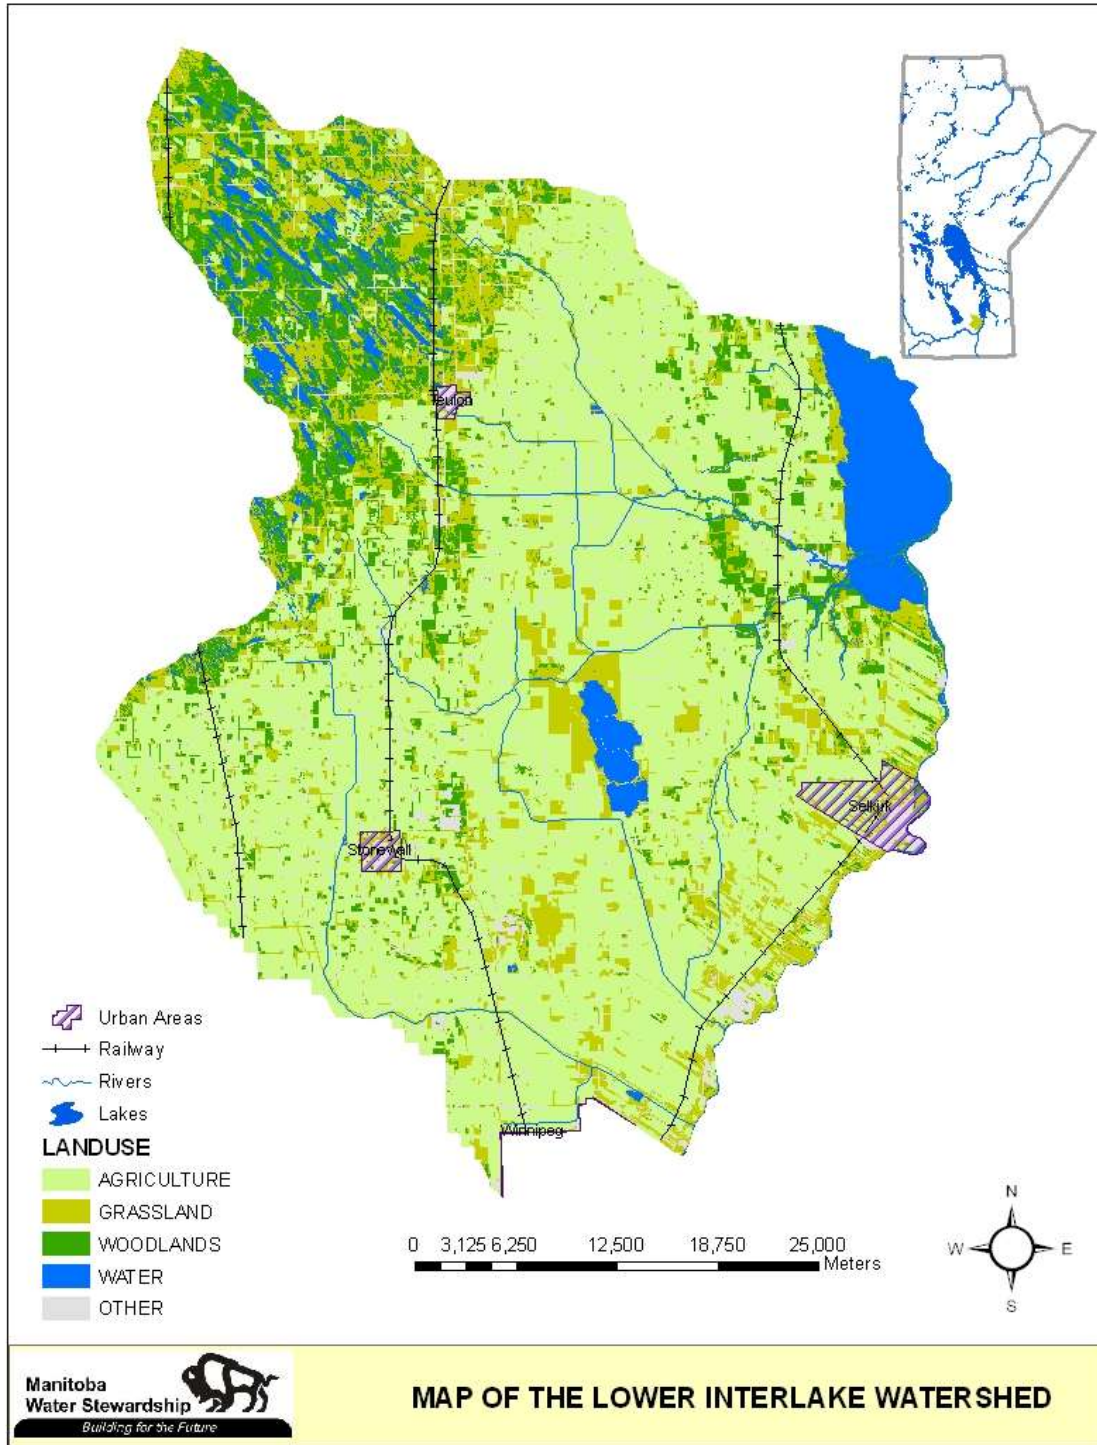 Teulon
Selkirk
Stonewall
Winnipeg
Urban Areas
Railway
Rivers
Lakes
LANDUSE
AGRICULTURE
GRASSLAND
WOODLANDS
WATER
OTHER
0 3,125 6,250 12,500 18,750 25,000
Meters
N
W E
S
Manitoba
Water Stewardship
Building for the Future
MAP OF THE LOWER INTERLAKE WATERSHED